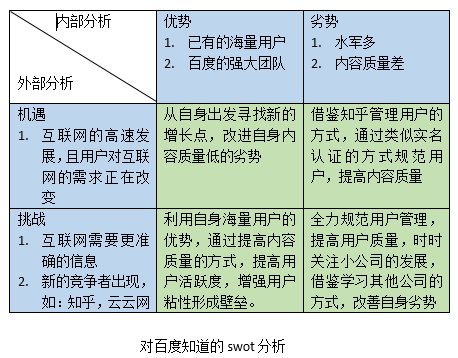 内部分析
外部分析
优势
1. 已有的海量用户
2. 百度的强大团队
劣势
1. 水军多
2. 内容质量差
机遇
1. 互联网的高速发
展，且用户对互联
网的需求正在改
变
从自身出发寻找新的
增长点，改进自身内
容质量低的劣势
借鉴知乎管理用户的
方式，通过类似实名
认证的方式规范用
户，提高内容质量
挑战
1. 互联网需要更准
确的信息
2. 新的竞争者出现，
如：知乎，云云网
利用自身海量用户的
优势，通过提高内容
质量的方式，提高用
户活跃度，增强用户
粘性形成壁垒。
全力规范用户管理，
提高用户质量，时时
关注小公司的发展，
借鉴学习其他公司的
方式，改善自身劣势
对百度知道的 swot 分析